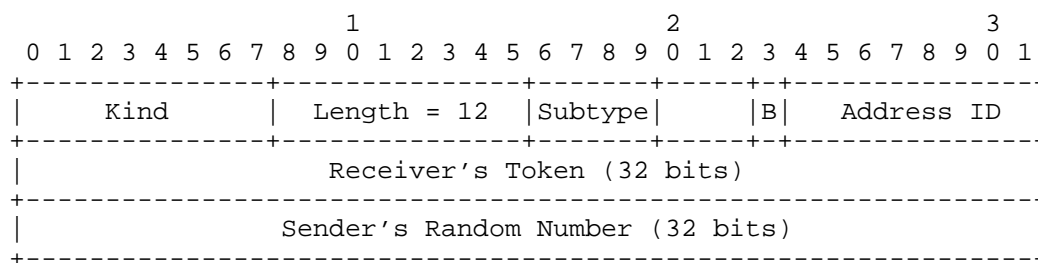 1                   2                   3
 0 1 2 3 4 5 6 7 8 9 0 1 2 3 4 5 6 7 8 9 0 1 2 3 4 5 6 7 8 9 0 1
+---------------+---------------+-------+-----+-+---------------
|     Kind      |  Length = 12  |Subtype|     |B|   Address ID
+---------------+---------------+-------+-----+-+---------------
|                   Receiver's Token (32 bits)
+---------------------------------------------------------------
|                Sender's Random Number (32 bits)
+---------------------------------------------------------------